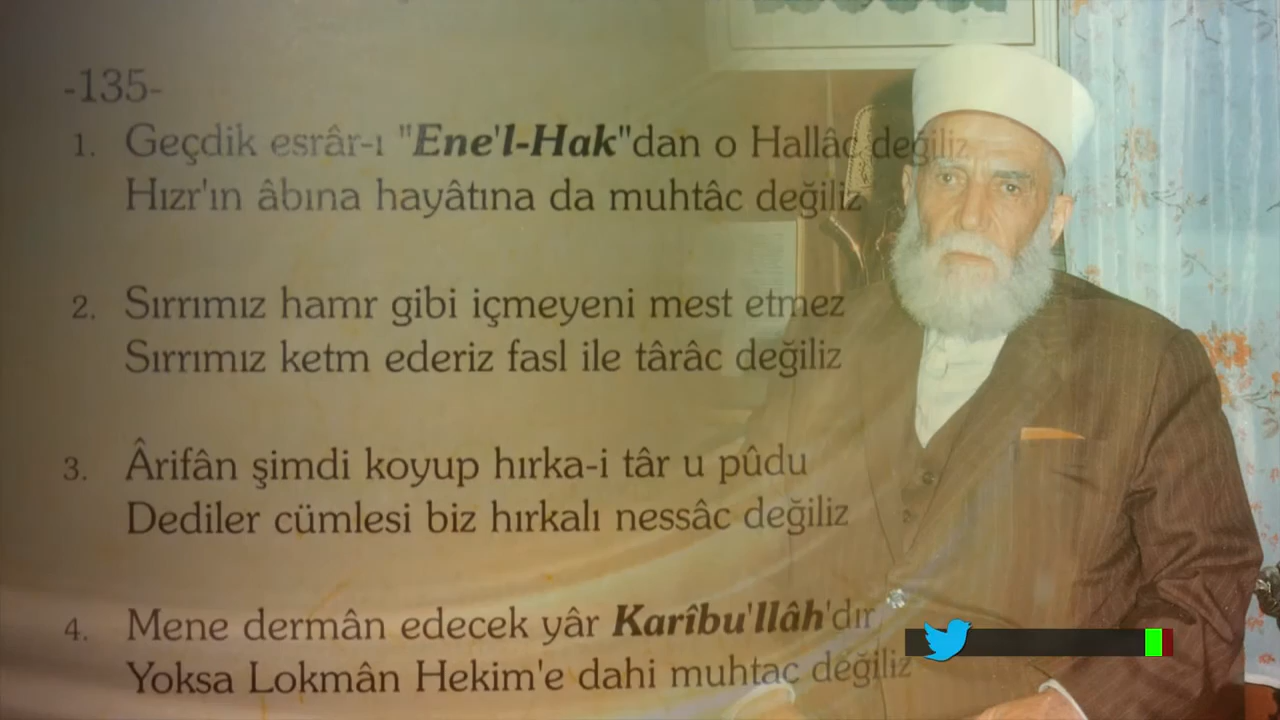 -135-
1. Geçdik esrâr-ı "Ene'l-Hak"dan o Hallâc değiliz
Hızr'ın âbına hayâtına da muhtâc değiliz
2. Sırrımız hamr gibi içmeyeni mest etmez
Sırrımız ketm ederiz fasl ile târâc değiliz
3. Ârifân şimdi koyup hırka-i târ u pûdu
Dediler cümlesi biz hırkalı nessâc değiliz
4. Mene dermân edecek yâr Karîbu'llâh'dır
Yoksa Lokmân Hekim'e dahi muhtac değiliz